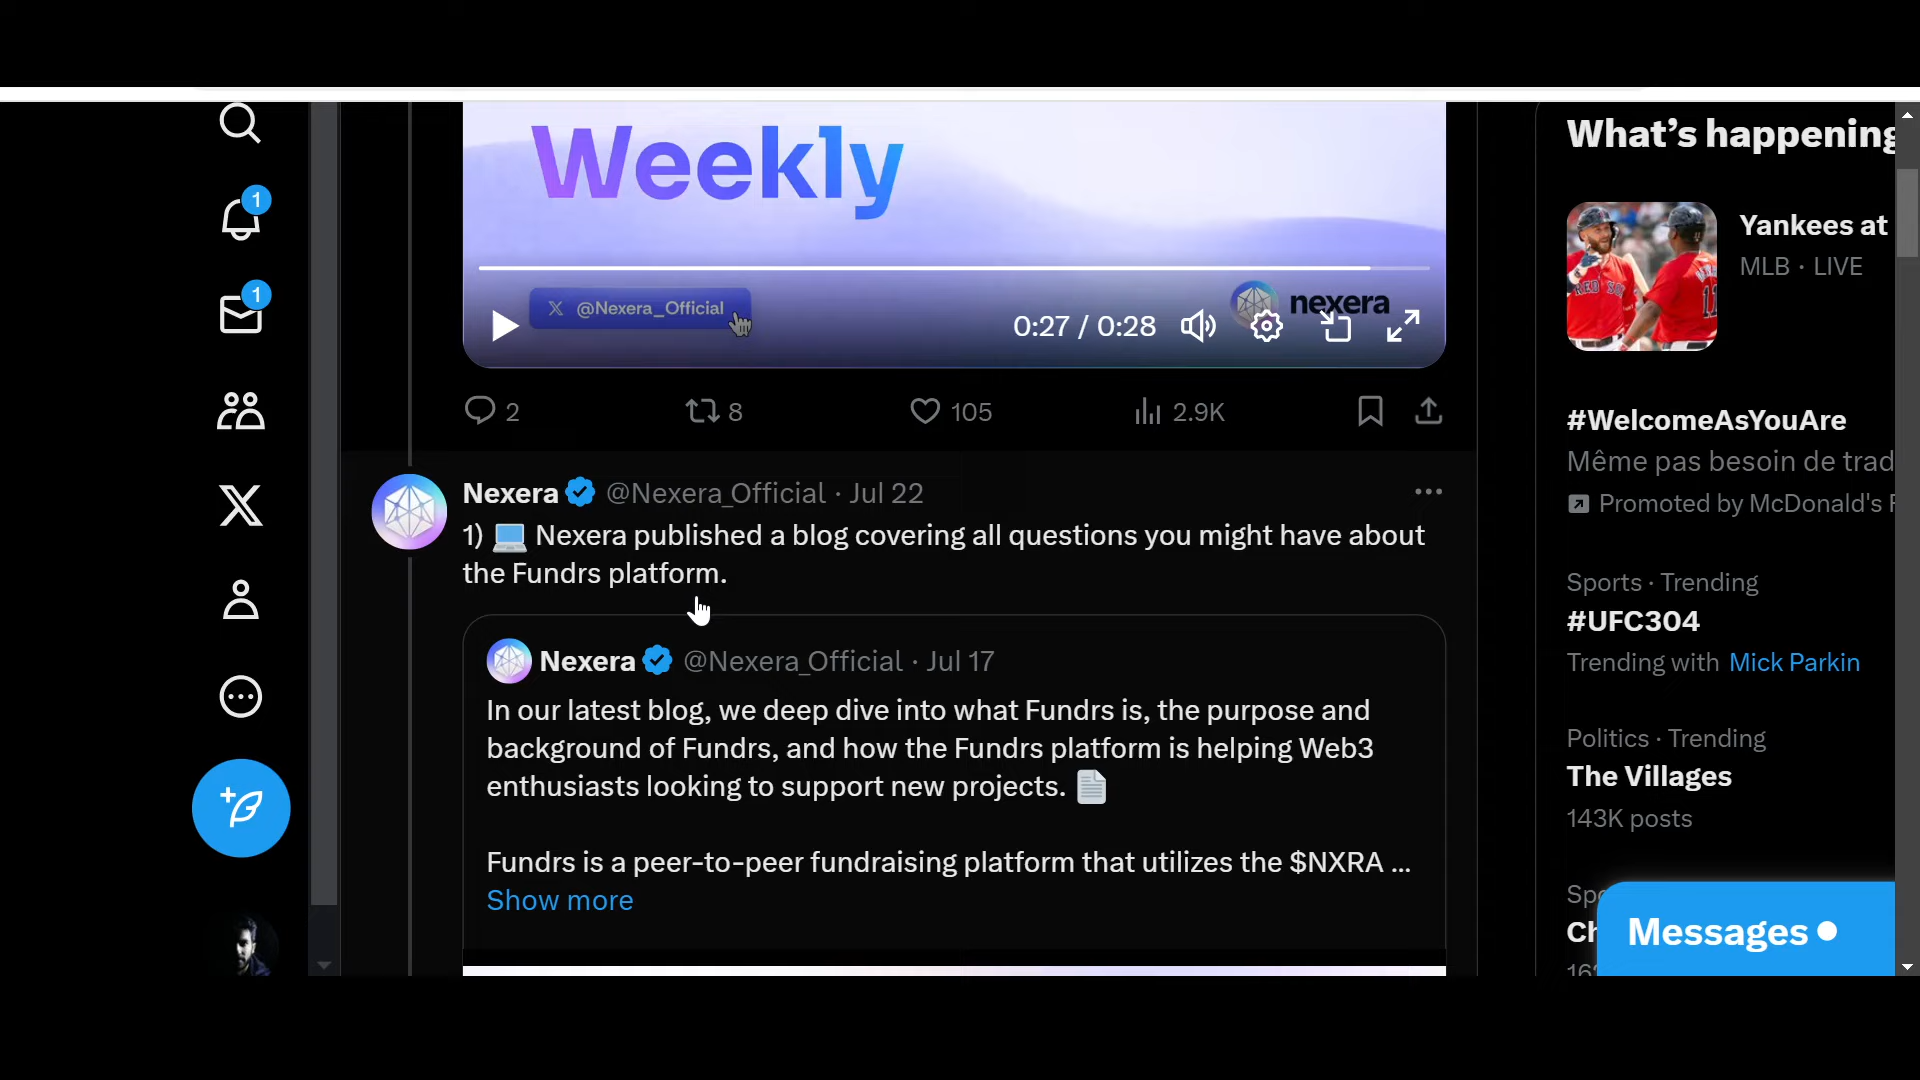 Weekly
@Nexera_Official
nexera
0:27 / 0:28
2
8
105
2.9K
Nexera @Nexera_Official · Jul 22
1) 💻 Nexera published a blog covering all questions you might have about
the Fundrs platform.
Nexera @Nexera_Official · Jul 17
In our latest blog, we deep dive into what Fundrs is, the purpose and
background of Fundrs, and how the Fundrs platform is helping Web3
enthusiasts looking to support new projects. 📄
Fundrs is a peer-to-peer fundraising platform that utilizes the $NXRA ...
Show more
1
1
What's happening
Yankees at
MLB · LIVE
#WelcomeAsYouAre
Même pas besoin de trad
Promoted by McDonald's
Sports · Trending
#UFC304
Trending with Mick Parkin
Politics · Trending
The Villages
143K posts
Messages